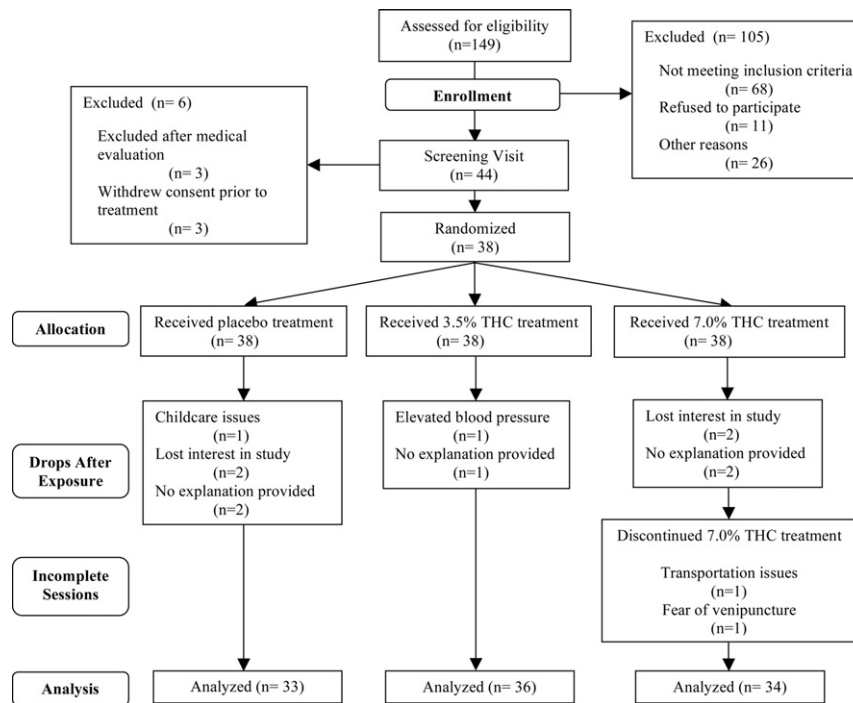 Assessed for eligibility
(n=149)
Excluded (n= 105)
Not meeting inclusion criteria
(n= 68)
Refused to participate
(n= 11)
Other reasons
(n= 26)
Enrollment
Excluded (n= 6)
Excluded after medical
evaluation
(n= 3)
Withdrew consent prior to
treatment
(n= 3)
Screening Visit
(n= 44)
Randomized
(n= 38)
Allocation
Received placebo treatment
(n= 38)
Received 3.5% THC treatment
(n= 38)
Received 7.0% THC treatment
(n= 38)
Drops After
Exposure
Childcare issues
(n=1)
Lost interest in study
(n=2)
No explanation provided
(n=2)
Elevated blood pressure
(n=1)
No explanation provided
(n=1)
Lost interest in study
(n=2)
No explanation provided
(n=2)
Incomplete
Sessions
Discontinued 7.0% THC treatment
Transportation issues
(n=1)
Fear of venipuncture
(n=1)
Analysis
Analyzed (n= 33)
Analyzed (n= 36)
Analyzed (n= 34)